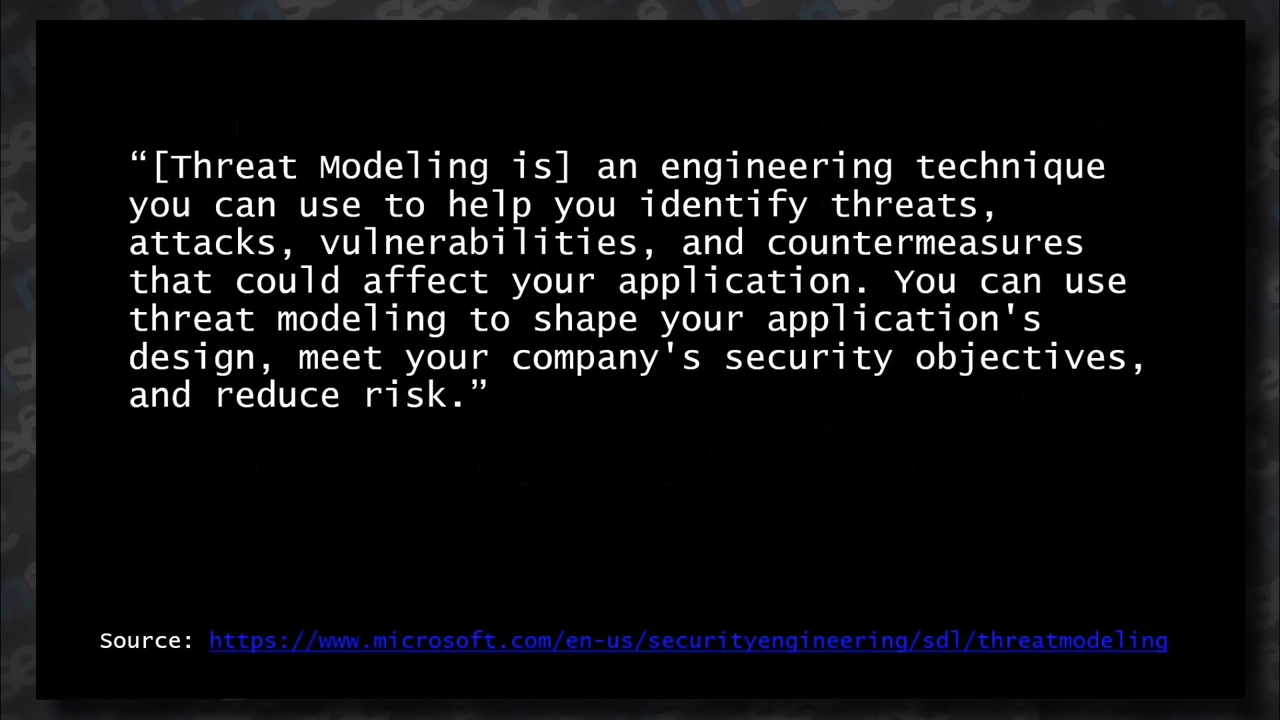 “[Threat Modeling is] an engineering technique
you can use to help you identify threats,
attacks, vulnerabilities, and countermeasures
that could affect your application. You can use
threat modeling to shape your application's
design, meet your company's security objectives,
and reduce risk.”
Source: https://www.microsoft.com/en-us/securityengineering/sdl/threatmodeling